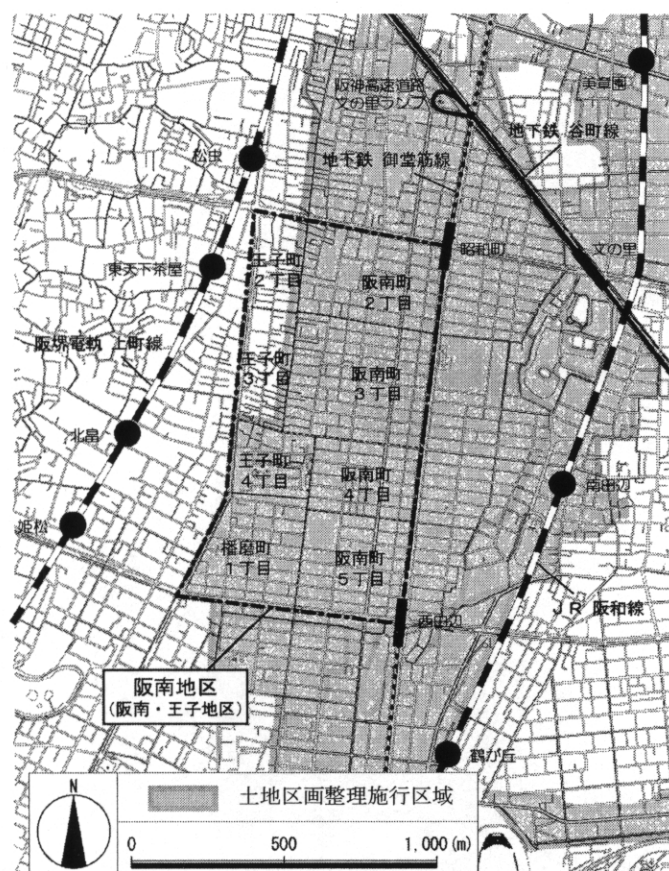 美章園
阪神高速道路
文の里ランプ
地下鉄 谷町線
松虫
地下鉄 御堂筋線
昭和町
文の里
東天下茶屋
王子町
2丁目
阪南町
2丁目
阪堺電軌 上町線
王子町
3丁目
阪南町
3丁目
北畠
王子町
4丁目
阪南町
4丁目
南田辺
姫松
播磨町
1丁目
阪南町
5丁目
JR 阪和線
西田辺
阪南地区
(阪南・王子地区)
鶴が丘
N
土地区画整理施行区域
0 500 1,000(m)